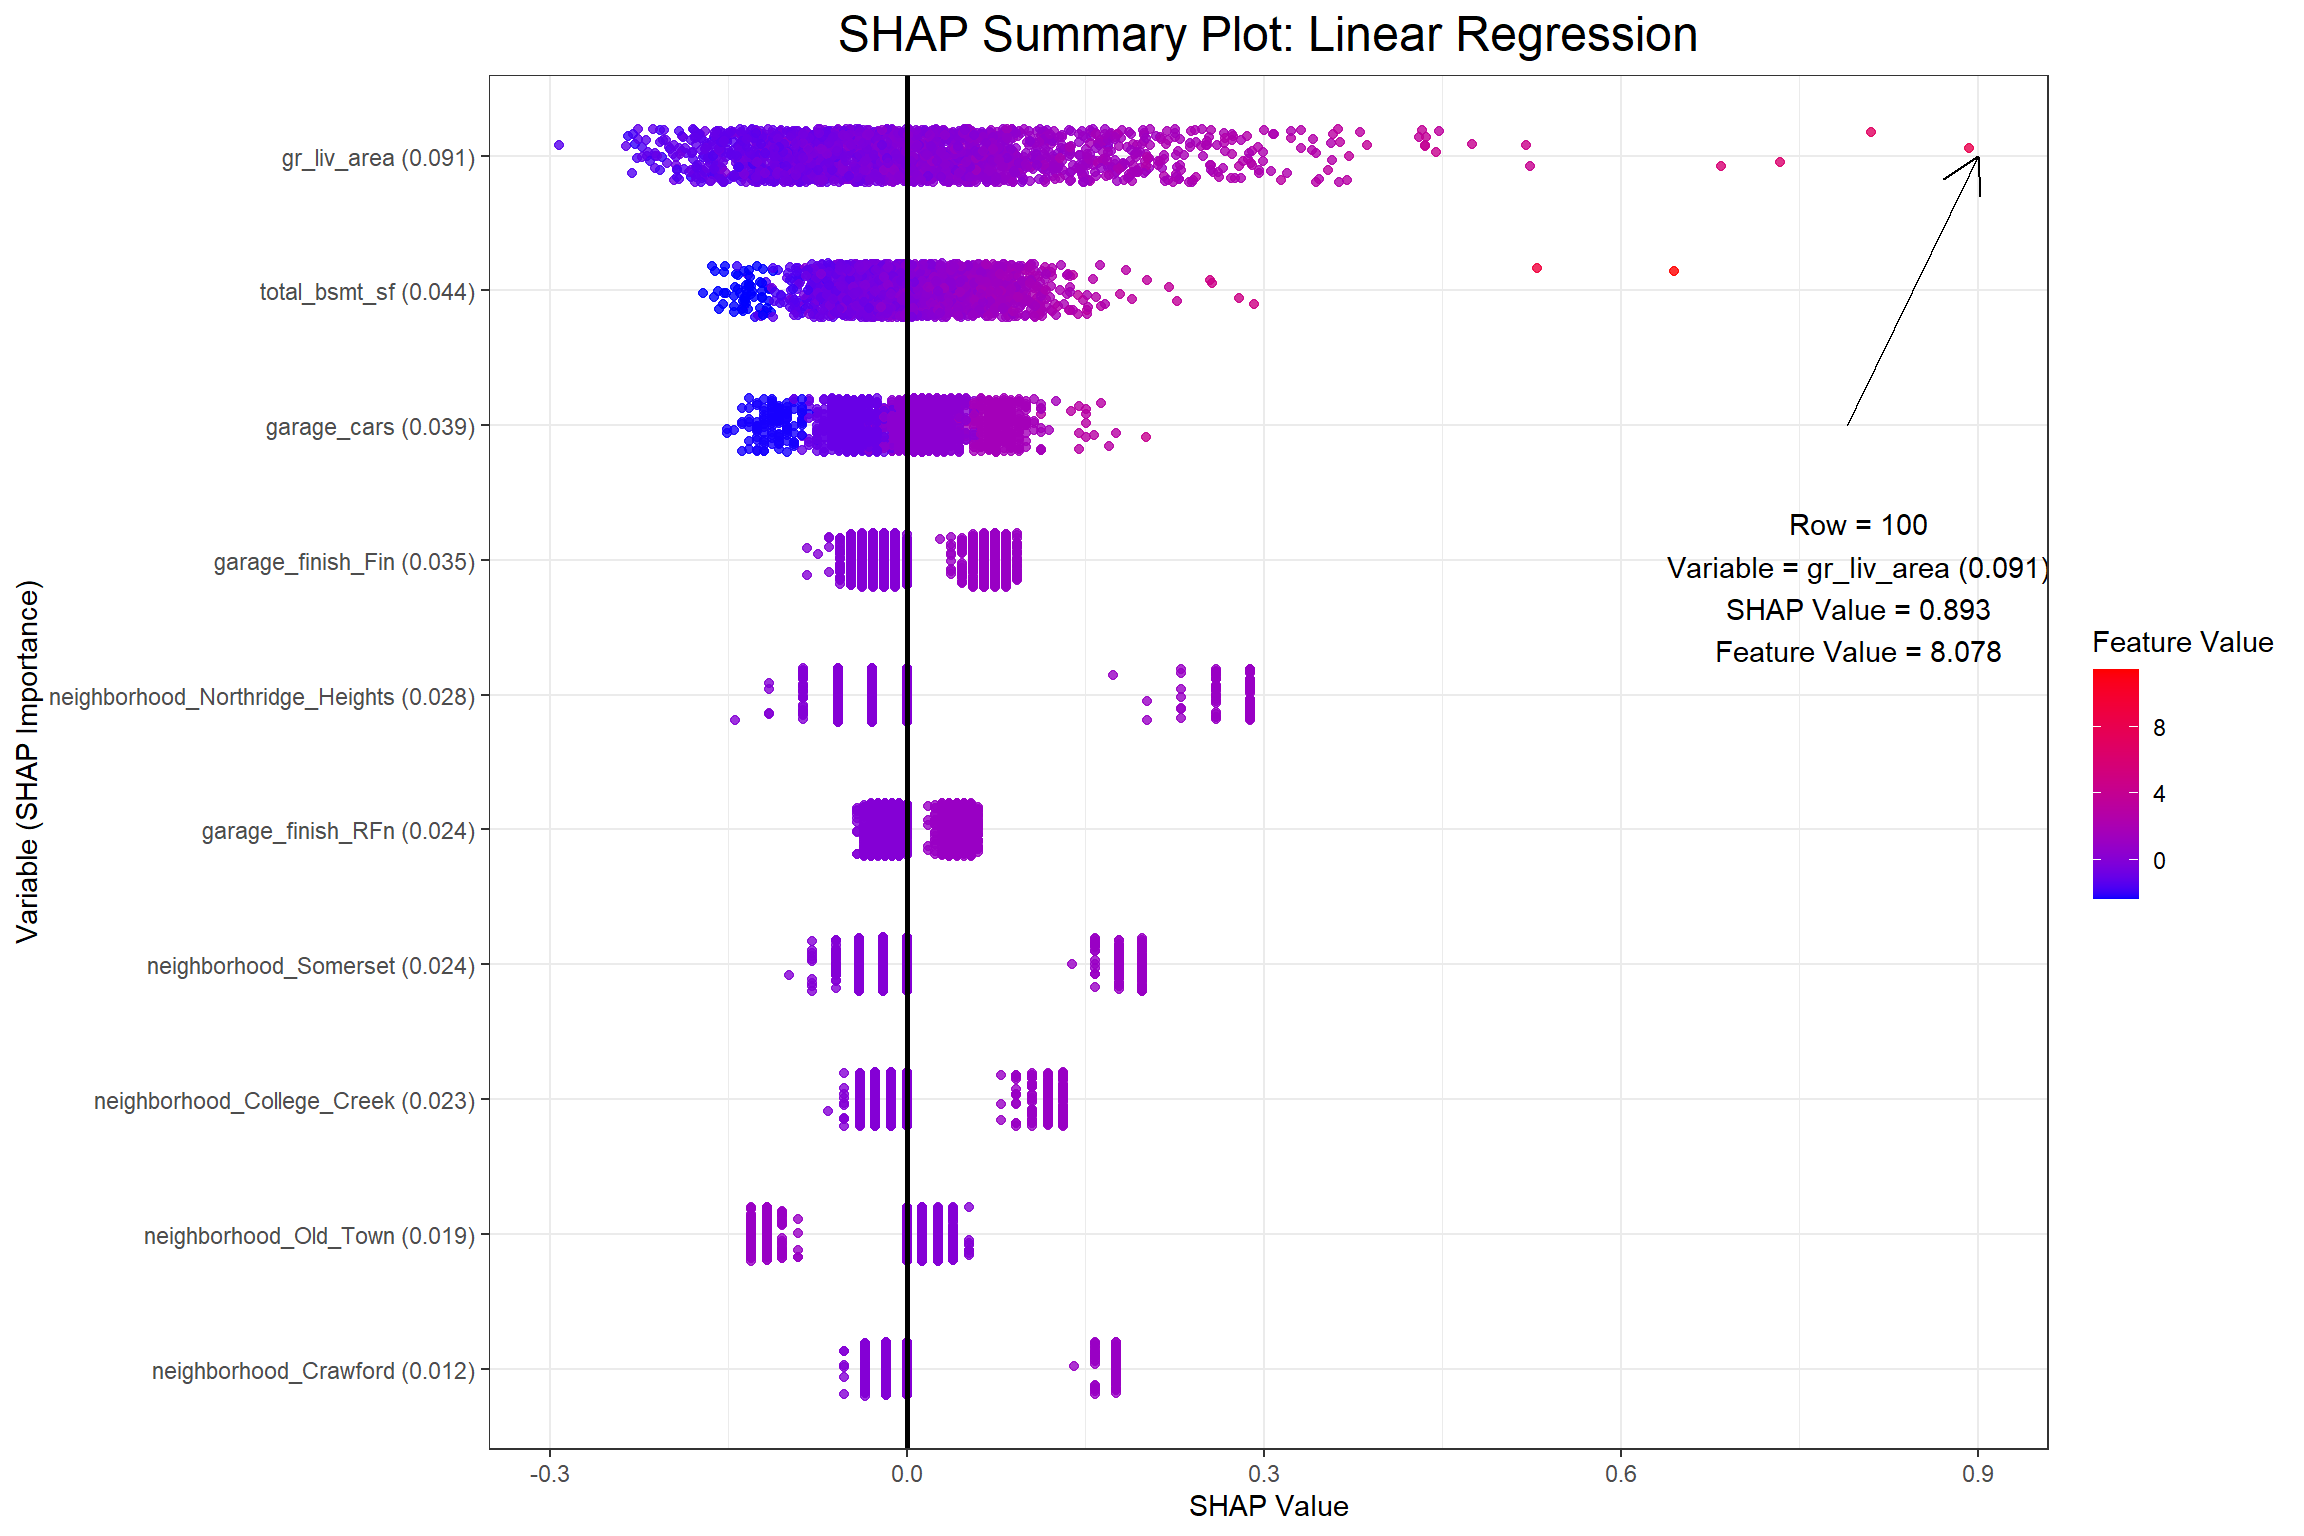 SHAP Summary Plot: Linear Regression
Variable (SHAP Importance)
gr_liv_area (0.091)
total_bsmt_sf (0.044)
garage_cars (0.039)
garage_finish_Fin (0.035)
neighborhood_Northridge_Heights (0.028)
garage_finish_RFn (0.024)
neighborhood_Somerset (0.024)
neighborhood_College_Creek (0.023)
neighborhood_Old_Town (0.019)
neighborhood_Crawford (0.012)
Row = 100
Variable = gr_liv_area (0.091)
SHAP Value = 0.893
Feature Value = 8.078
Feature Value
8
4
0
-0.3 0.0 0.3 0.6 0.9
SHAP Value